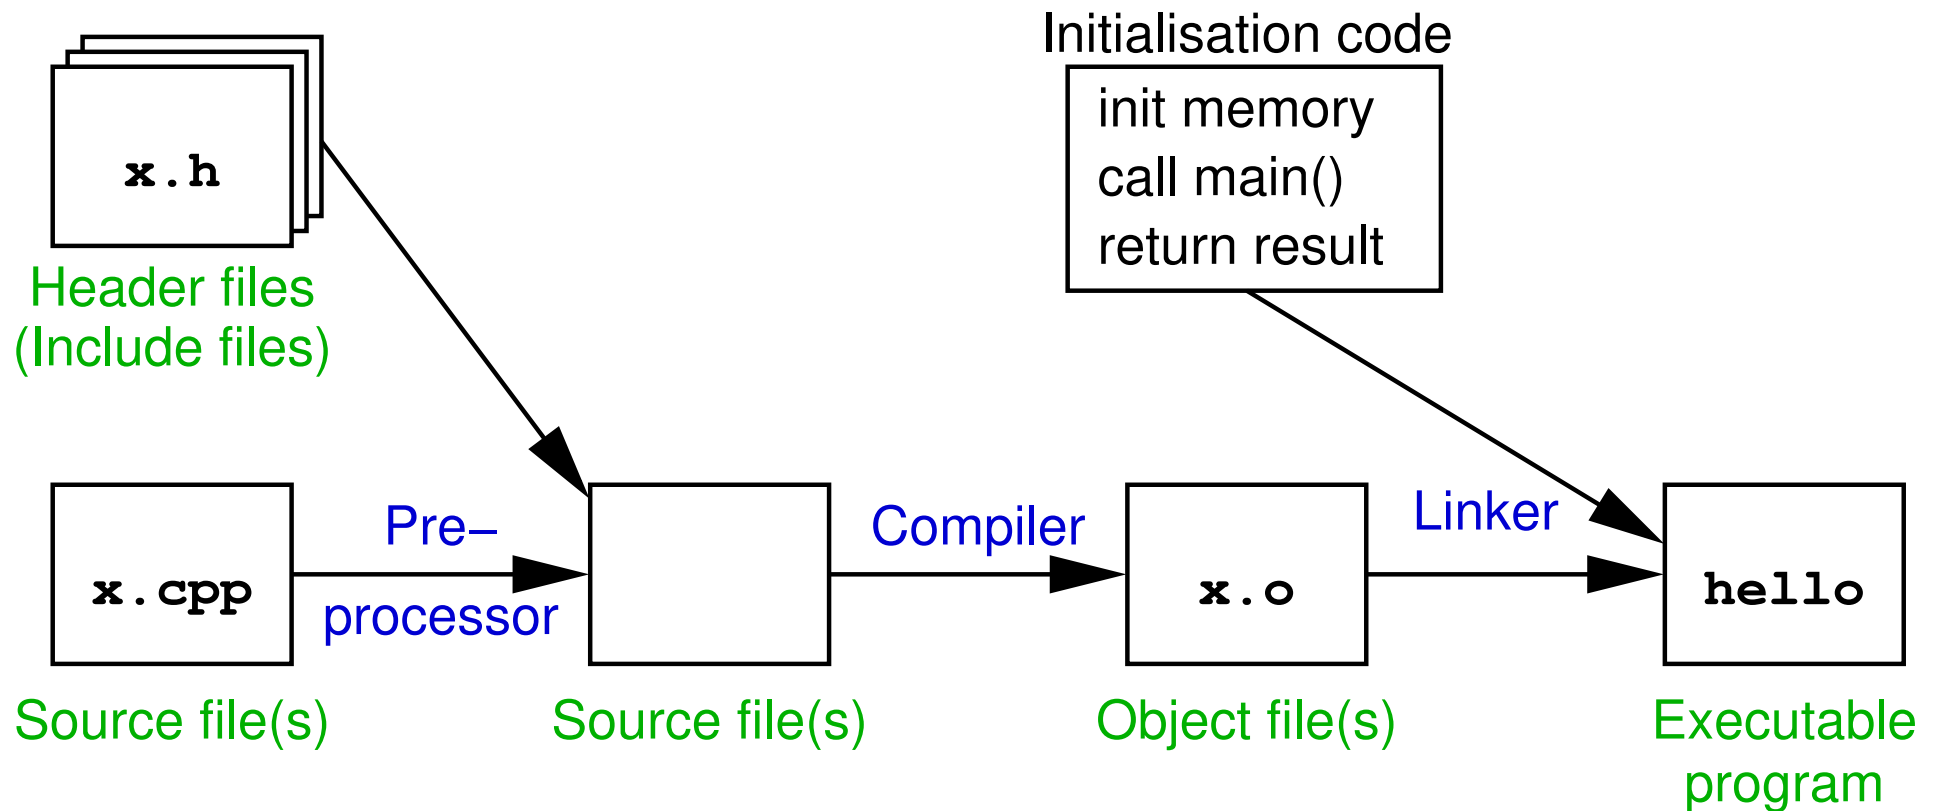 Initialisation code
init memory
call main()
return result
x.h
Header files
(Include files)
Pre–
processor
Compiler
Linker
x.cpp
x.o
hello
Source file(s)
Source file(s)
Object file(s)
Executable
program